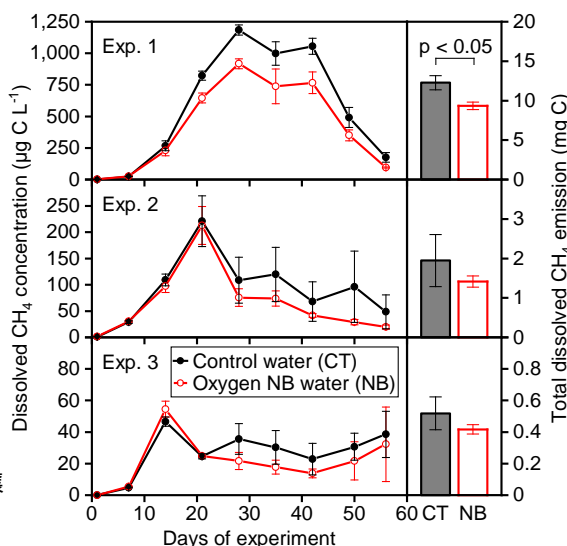 Exp. 1
p < 0.05
1,250
1,000
750
500
250
0
20
15
10
5
0
Exp. 2
250
200
150
100
50
0
3
2
1
0
Exp. 3
Control water (CT)
Oxygen NB water (NB)
80
60
40
20
0
0.8
0.6
0.4
0.2
0.0
0 10 20 30 40 50 60
CT NB
Days of experiment
Dissolved CH4 concentration (µg C L-1)
Total dissolved CH4 emission (mg C)